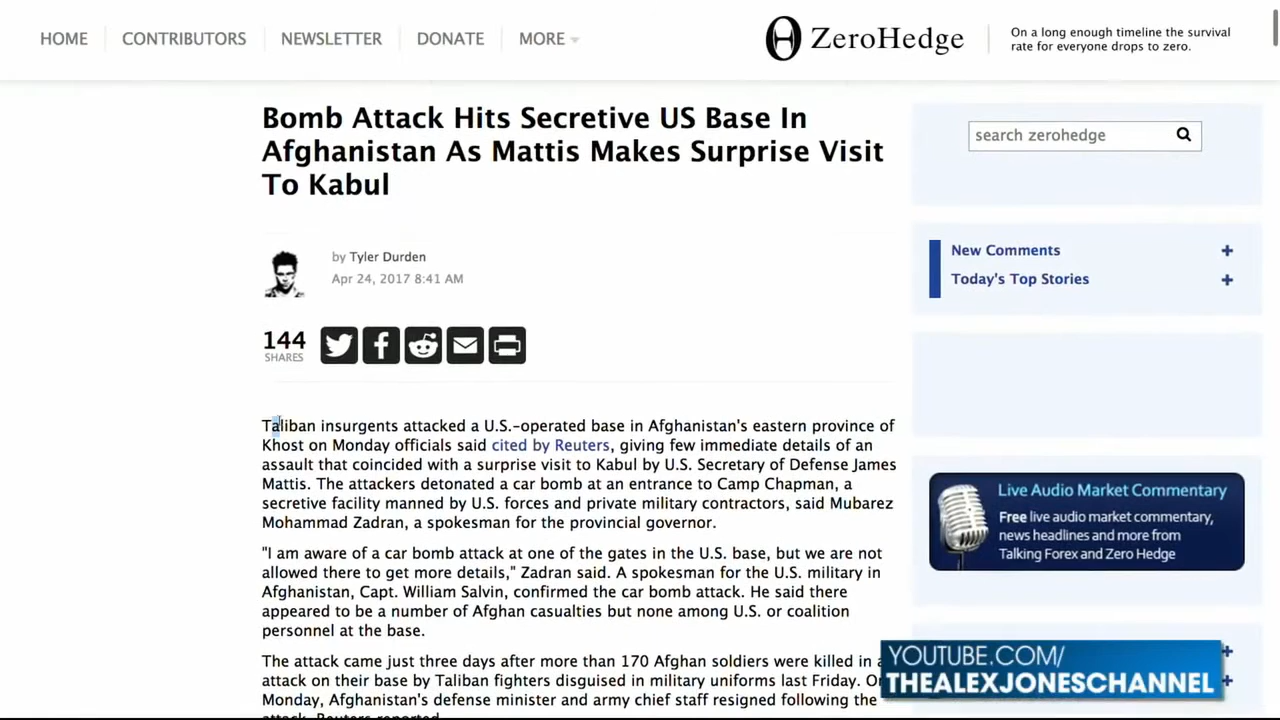 HOME
CONTRIBUTORS
NEWSLETTER
DONATE
MORE
ZeroHedge
On a long enough timeline the survival
rate for everyone drops to zero.
Bomb Attack Hits Secretive US Base In
Afghanistan As Mattis Makes Surprise Visit
To Kabul
search zerohedge
by Tyler Durden
Apr 24, 2017 8:41 AM
New Comments +
Today's Top Stories +
144
SHARES
Taliban insurgents attacked a U.S.-operated base in Afghanistan's eastern province of
Khost on Monday officials said cited by Reuters, giving few immediate details of an
assault that coincided with a surprise visit to Kabul by U.S. Secretary of Defense James
Mattis. The attackers detonated a car bomb at an entrance to Camp Chapman, a
secretive facility manned by U.S. forces and private military contractors, said Mubarez
Mohammad Zadran, a spokesman for the provincial governor.
"I am aware of a car bomb attack at one of the gates in the U.S. base, but we are not
allowed there to get more details," Zadran said. A spokesman for the U.S. military in
Afghanistan, Capt. William Salvin, confirmed the car bomb attack. He said there
appeared to be a number of Afghan casualties but none among U.S. or coalition
personnel at the base.
The attack came just three days after more than 170 Afghan soldiers were killed in
attack on their base by Taliban fighters disguised in military uniforms last Friday.
Monday, Afghanistan's defense minister and army chief staff resigned following the
attack, Reuters reported.
Live Audio Market Commentary
Free live audio market commentary,
news headlines and more from
Talking Forex and Zero Hedge
YOUTUBE.COM/
THEALEXJONESCHANNEL